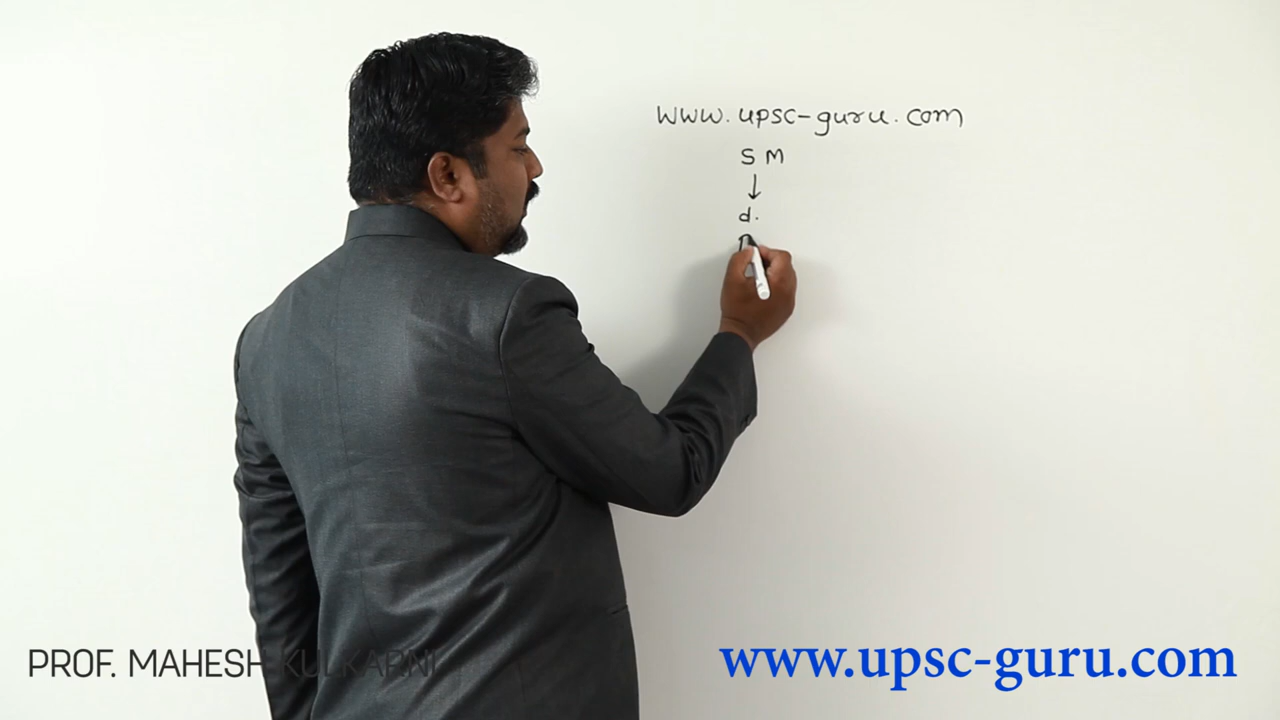 www.upsc-guru.com
S M
↓
d.
PROF. MAHESH KULKARNI
www.upsc-guru.com